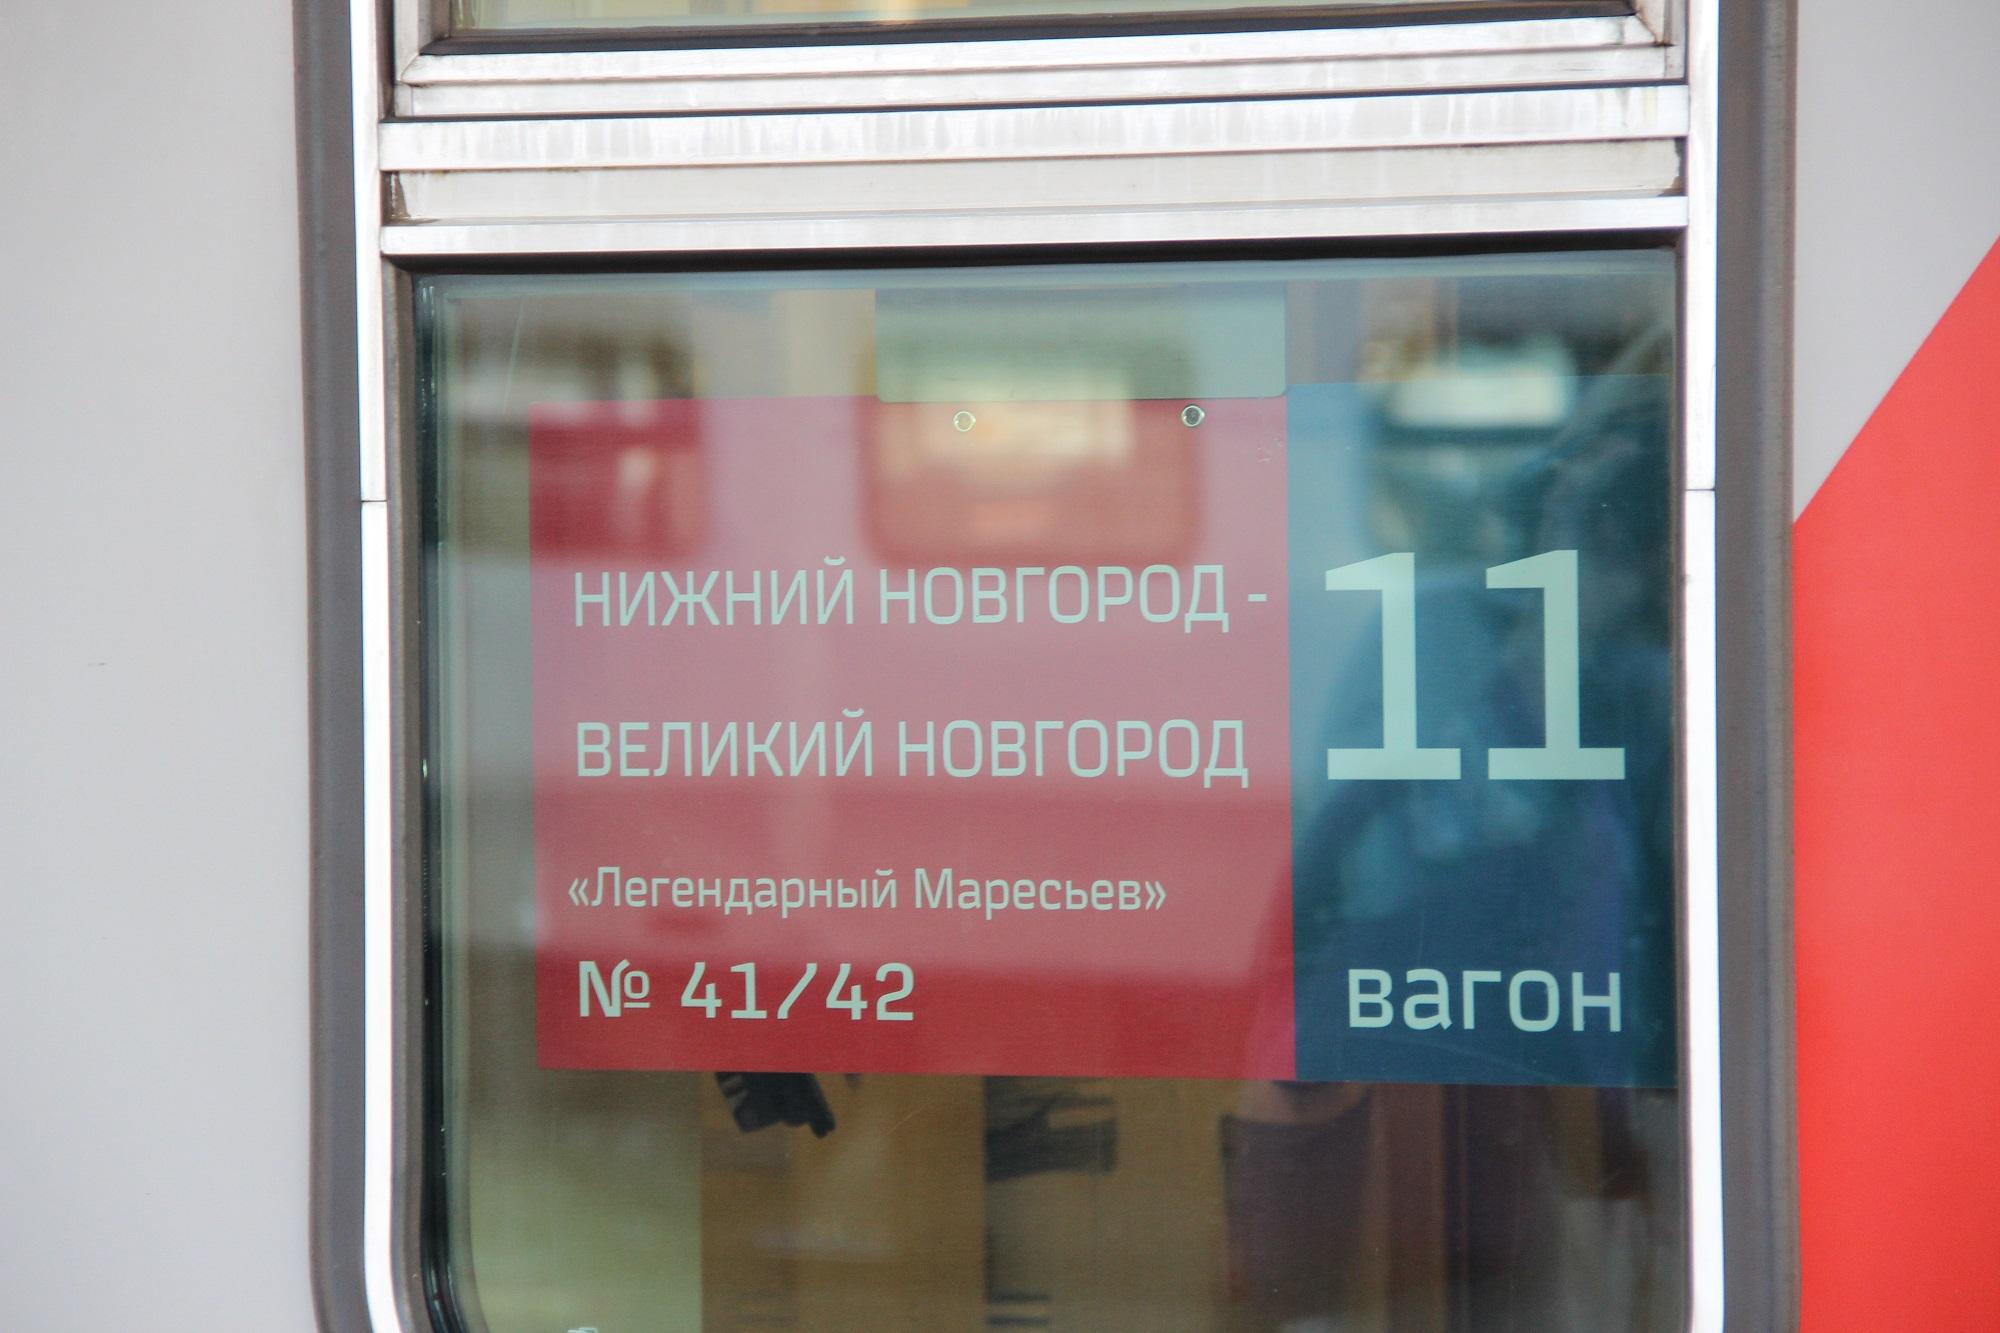 НИЖНИЙ НОВГОРОД -
ВЕЛИКИЙ НОВГОРОД
«Легендарный Маресьев»
№ 41/42
11
вагон